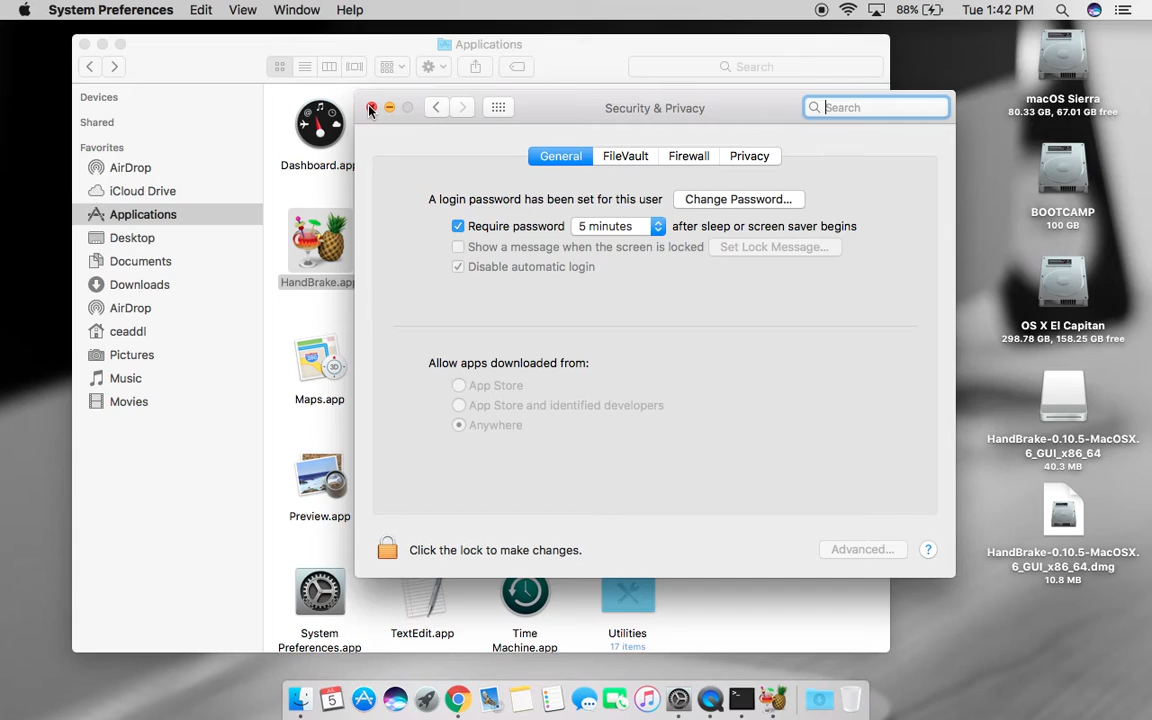 System Preferences Edit View Window Help 88% Tue 1:42 PM
Applications
Search
Devices
Shared
Favorites
AirDrop
iCloud Drive
Applications
Desktop
Documents
Downloads
AirDrop
ceaddl
Pictures
Music
Movies
Dashboard.app
HandBrake.app
Maps.app
Preview.app
System
Preferences.app
TextEdit.app
Time
Machine.app
Utilities
17 items
Security & Privacy
Search
General FileVault Firewall Privacy
A login password has been set for this user Change Password...
Require password 5 minutes after sleep or screen saver begins
Show a message when the screen is locked Set Lock Message...
Disable automatic login
Allow apps downloaded from:
App Store
App Store and identified developers
Anywhere
Click the lock to make changes.
Advanced... ?
macOS Sierra
80.33 GB, 67.01 GB free
BOOTCAMP
100 GB
OS X El Capitan
298.78 GB, 158.35 GB free
HandBrake-0.10.5-MacOSX.
6_GUI_x86_64
40.3 MB
HandBrake-0.10.5-MacOSX.
6_GUI_x86_64.dmg
10.8 MB
5